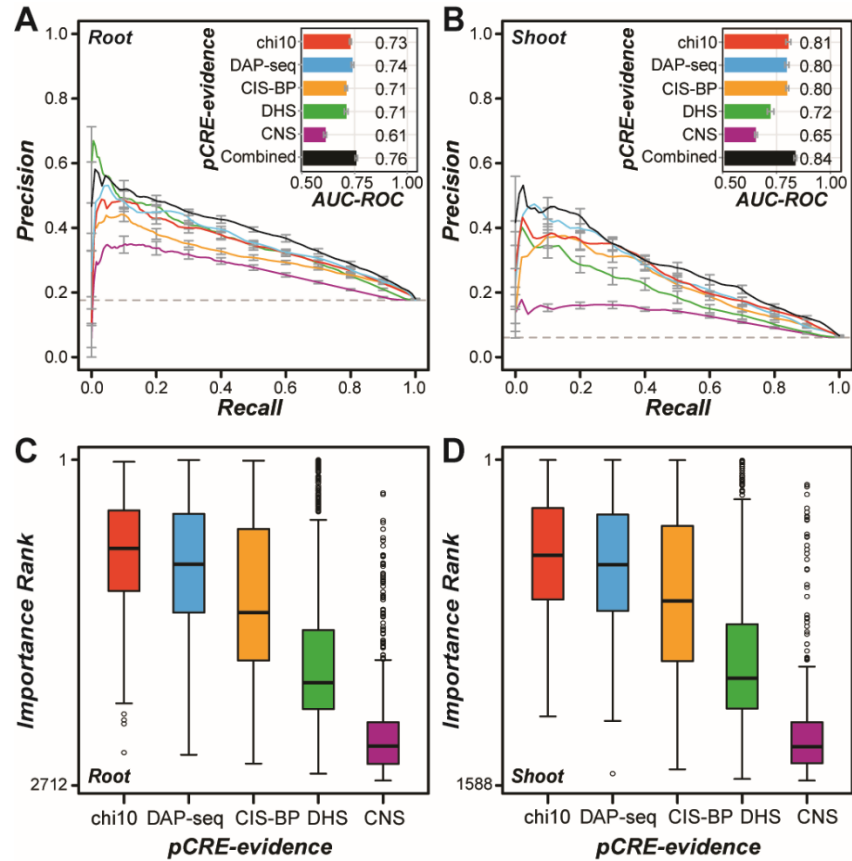 A
Root
pCRE-evidence
chi10 0.73
DAP-seq 0.74
CIS-BP 0.71
DHS 0.71
CNS 0.61
Combined 0.76
0.50 0.75 1.00
AUC-ROC
Precision
1.0
0.8
0.6
0.4
0.2
0.0
0.0 0.2 0.4 0.6 0.8 1.0
Recall
B
Shoot
pCRE-evidence
chi10 0.81
DAP-seq 0.80
CIS-BP 0.80
DHS 0.72
CNS 0.65
Combined 0.84
0.50 0.75 1.00
AUC-ROC
Precision
1.0
0.8
0.6
0.4
0.2
0.0
0.0 0.2 0.4 0.6 0.8 1.0
Recall
C
Importance Rank
1
2712
Root
chi10 DAP-seq CIS-BP DHS CNS
pCRE-evidence
D
Importance Rank
1
1588
Shoot
chi10 DAP-seq CIS-BP DHS CNS
pCRE-evidence